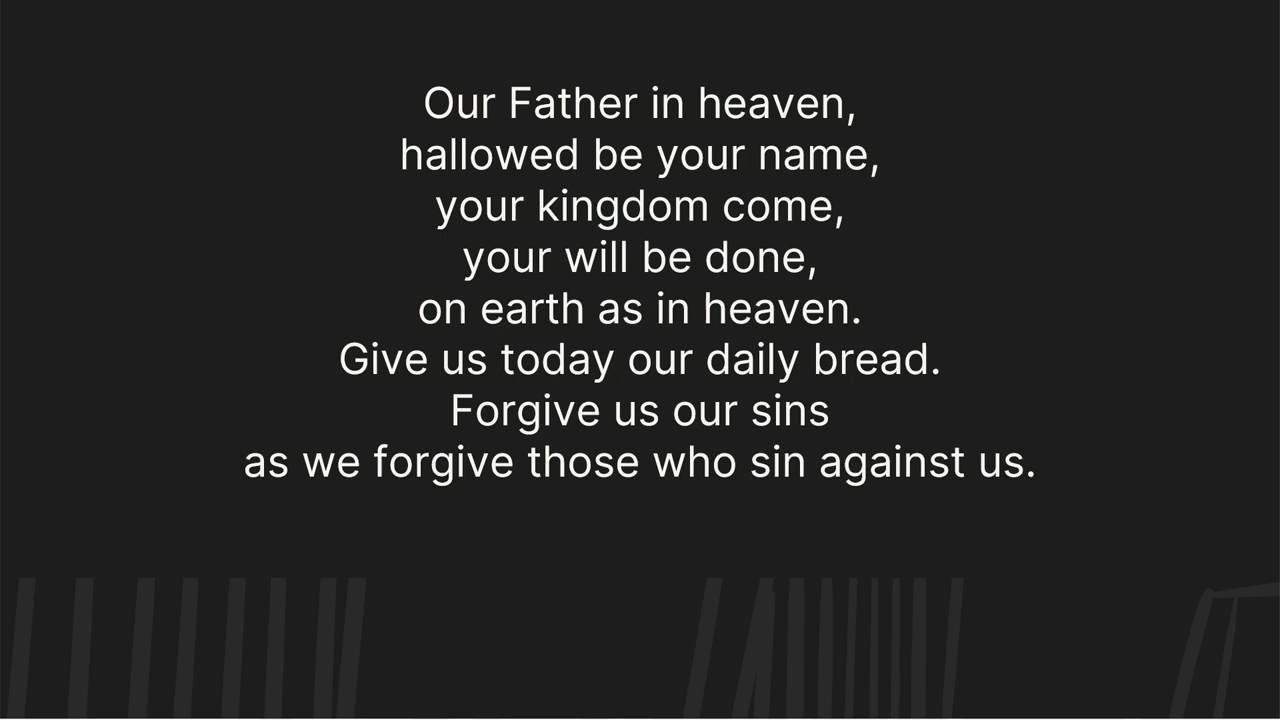 Our Father in heaven,
hallowed be your name,
your kingdom come,
your will be done,
on earth as in heaven.
Give us today our daily bread.
Forgive us our sins
as we forgive those who sin against us.